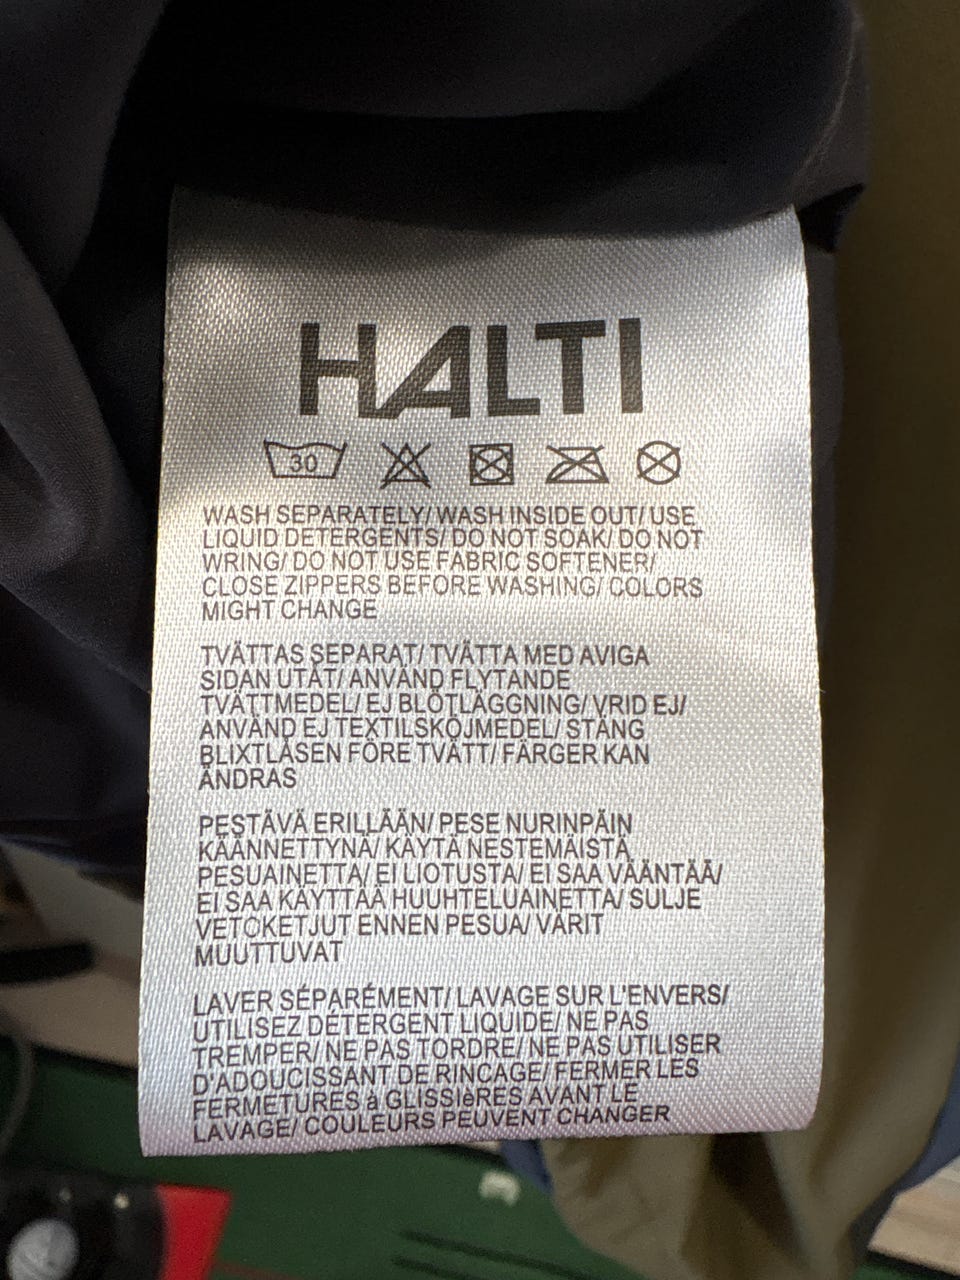 HALTI
30
WASH SEPARATELY/ WASH INSIDE OUT/ USE
LIQUID DETERGENTS/ DO NOT SOAK/ DO NOT
WRING/ DO NOT USE FABRIC SOFTENER/
CLOSE ZIPPERS BEFORE WASHING/ COLORS
MIGHT CHANGE
TVÄTTAS SEPARAT/ TVÄTTA MED AVIGA
SIDAN UTÅT/ ANVÄND FLYTANDE
TVÄTTMEDEL/ EJ BLÖTLÄGGNING/ VRID EJ/
ANVÄND EJ TEXTILSKÖJMEDEL/ STÄNG
BLIXTLÅSEN FÖRE TVÄTT/ FÄRGER KAN
ÄNDRAS
PESTÄVÄ ERILLÄÄN/ PESE NURINPÄIN
KÄÄNNETTYNÄ/ KÄYTÄ NESTEMÄISTÄ
PESUAINETTA/ EI LIOTUSTA/ EI SAA VÄÄNTÄÄ/
EI SAA KÄYTTÄÄ HUUHTELUAINETTA/ SULJE
VETOKETJUT ENNEN PESUA/ VÄRIT
MUUTTUVAT
LAVER SÉPARÉMENT/ LAVAGE SUR L'ENVERS/
UTILISEZ DÉTERGENT LIQUIDE/ NE PAS
TREMPER/ NE PAS TORDRE/ NE PAS UTILISER
D'ADOUCISSANT DE RINCAGE/ FERMER LES
FERMETURES à GLISSIèRES AVANT LE
LAVAGE/ COULEURS PEUVENT CHANGER